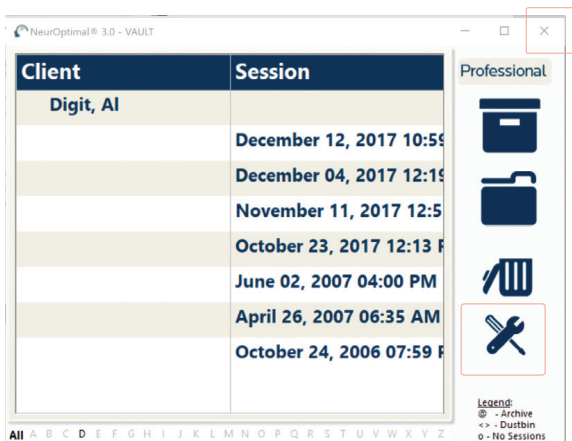 NeurOptimal® 3.0 - VAULT
Client Session
Professional
Digit, Al
December 12, 2017 10:59
December 04, 2017 12:19
November 11, 2017 12:5
October 23, 2017 12:13 P
June 02, 2007 04:00 PM
April 26, 2007 06:35 AM
October 24, 2006 07:59 P
Legend:
@ - Archive
<> - Dustbin
o - No Sessions
All A B C D E F G H I J K L M N O P Q R S T U V W X Y Z